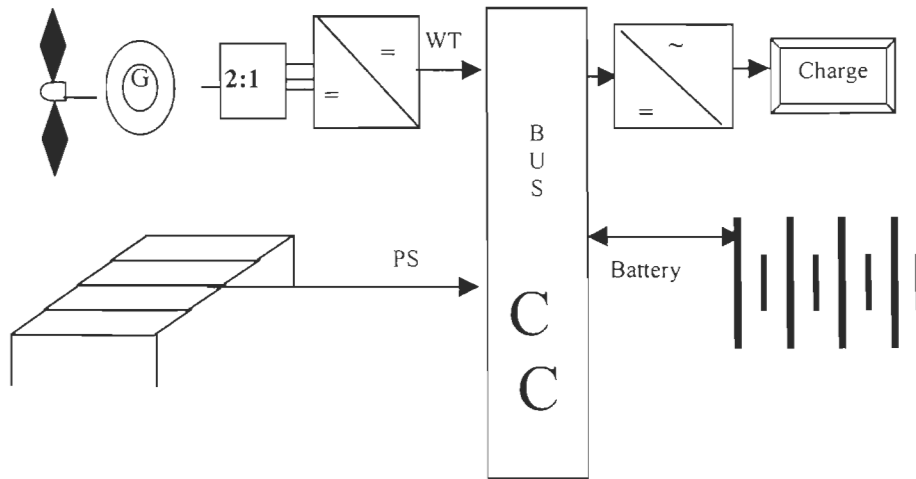 G
2:1
=
=
WT
B
U
S
C
C
~
=
Charge
PS
Battery